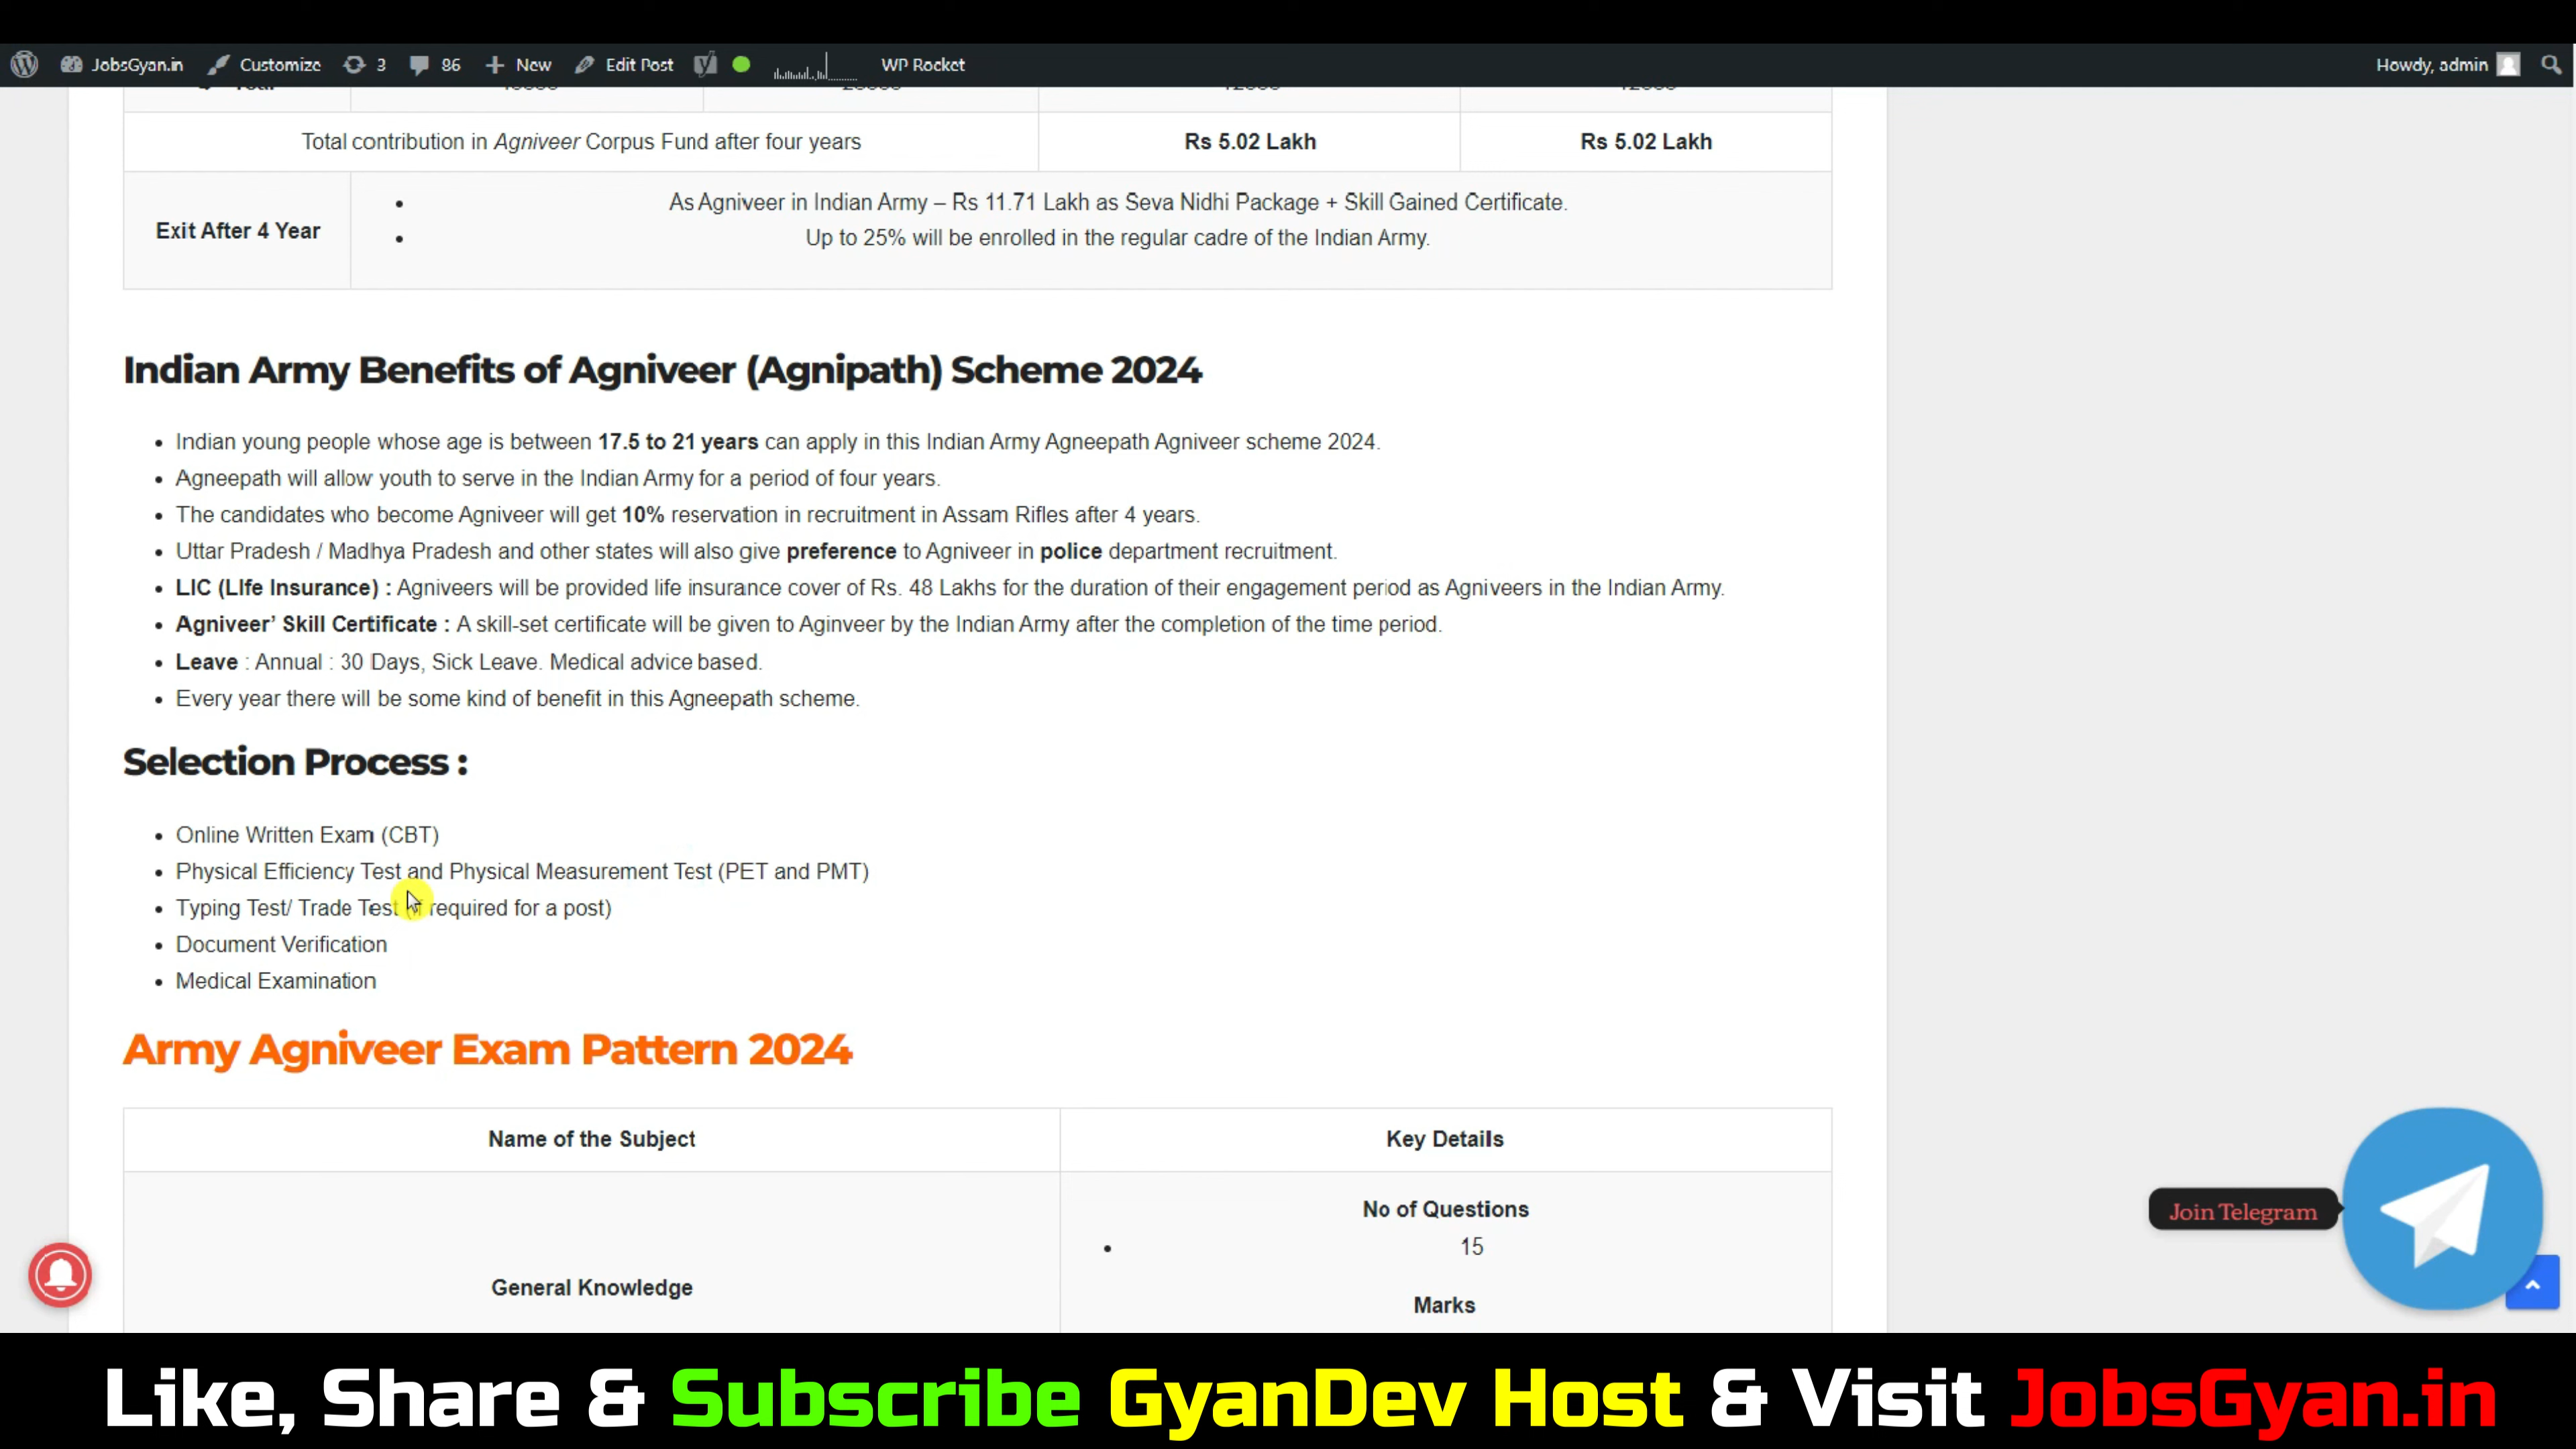 JobsGyan.in Customize 3 86 New Edit Post WP Rocket Howdy, admin
Total contribution in Agniveer Corpus Fund after four years Rs 5.02 Lakh Rs 5.02 Lakh
Exit After 4 Year
As Agniveer in Indian Army – Rs 11.71 Lakh as Seva Nidhi Package + Skill Gained Certificate.
Up to 25% will be enrolled in the regular cadre of the Indian Army.
Indian Army Benefits of Agniveer (Agnipath) Scheme 2024
Indian young people whose age is between 17.5 to 21 years can apply in this Indian Army Agneepath Agniveer scheme 2024.
Agneepath will allow youth to serve in the Indian Army for a period of four years.
The candidates who become Agniveer will get 10% reservation in recruitment in Assam Rifles after 4 years.
Uttar Pradesh / Madhya Pradesh and other states will also give preference to Agniveer in police department recruitment.
LIC (LIfe Insurance) : Agniveers will be provided life insurance cover of Rs. 48 Lakhs for the duration of their engagement period as Agniveers in the Indian Army.
Agniveer’ Skill Certificate : A skill-set certificate will be given to Aginveer by the Indian Army after the completion of the time period.
Leave : Annual : 30 Days, Sick Leave. Medical advice based.
Every year there will be some kind of benefit in this Agneepath scheme.
Selection Process :
Online Written Exam (CBT)
Physical Efficiency Test and Physical Measurement Test (PET and PMT)
Typing Test/ Trade Test (if required for a post)
Document Verification
Medical Examination
Army Agniveer Exam Pattern 2024
Name of the Subject Key Details
No of Questions
15
General Knowledge
Marks
Join Telegram
Like, Share & Subscribe GyanDev Host & Visit JobsGyan.in